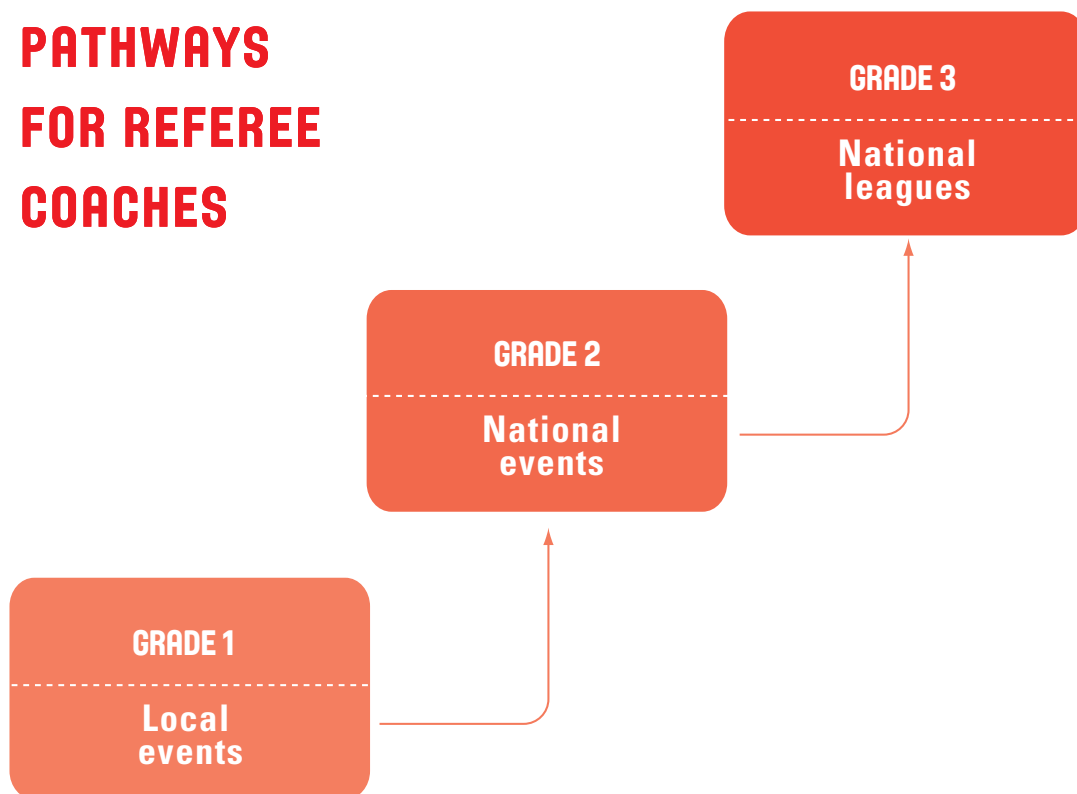 PATHWAYS
FOR REFEREE
COACHES
GRADE 3
National
leagues
GRADE 2
National
events
GRADE 1
Local
events